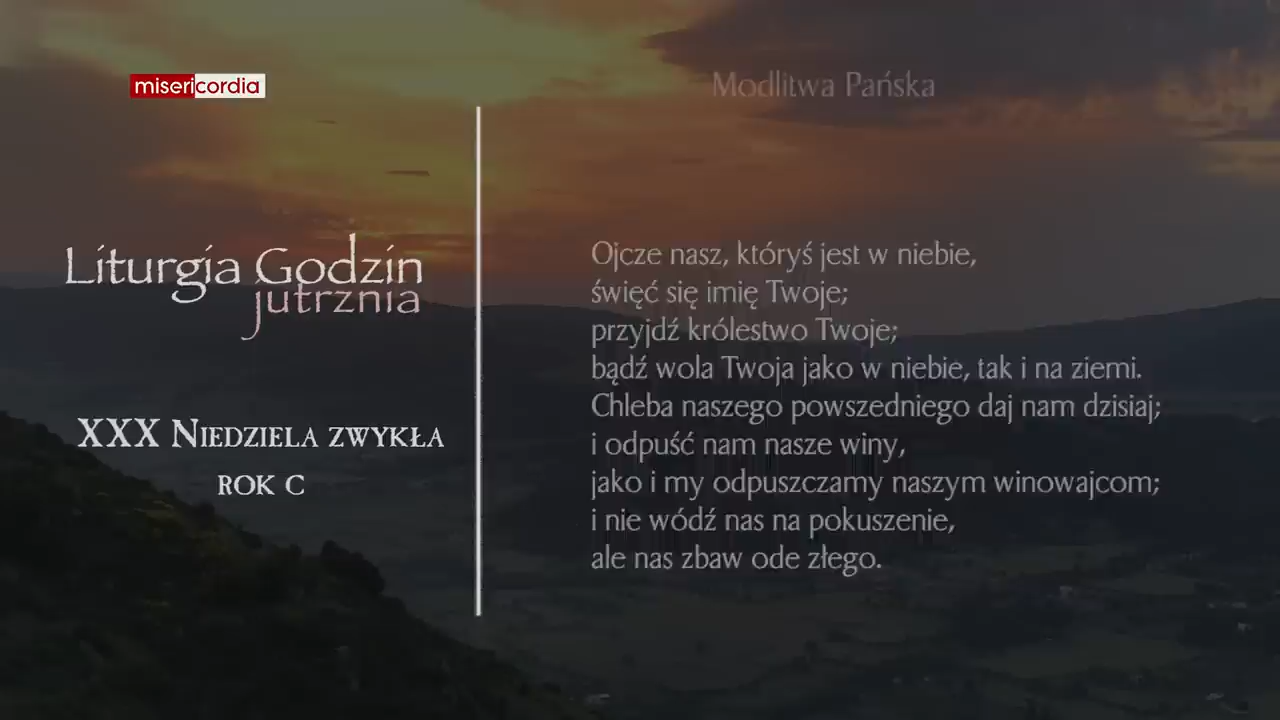 misericordia
Modlitwa Pańska
Liturgia Godzin
jutrznia
XXX Niedziela zwykła
rok C
Ojcze nasz, któryś jest w niebie,
święć się imię Twoje;
przyjdź królestwo Twoje;
bądź wola Twoja jako w niebie, tak i na ziemi.
Chleba naszego powszedniego daj nam dzisiaj;
i odpuść nam nasze winy,
jako i my odpuszczamy naszym winowajcom;
i nie wódź nas na pokuszenie,
ale nas zbaw ode złego.